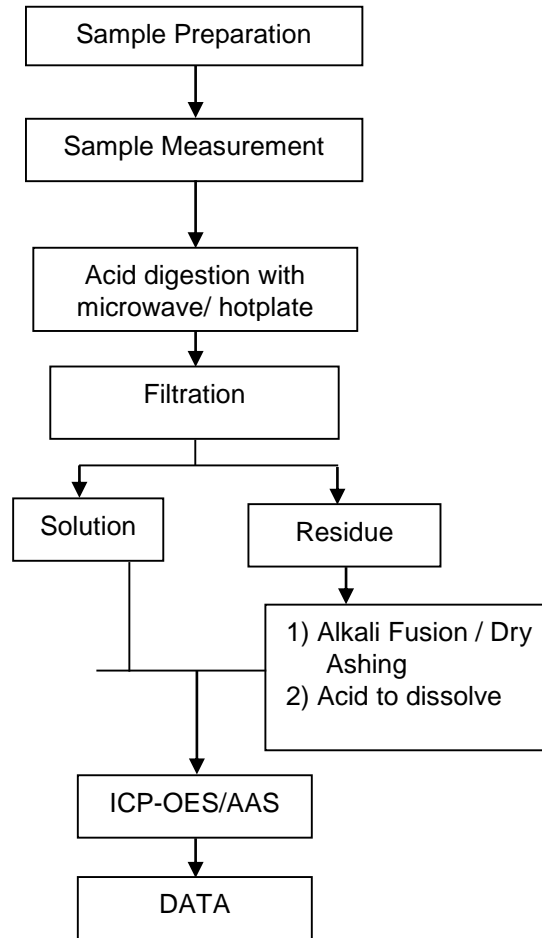 Sample Preparation
Sample Measurement
Acid digestion with
microwave/ hotplate
Filtration
Solution
Residue
1) Alkali Fusion / Dry
Ashing
2) Acid to dissolve
ICP-OES/AAS
DATA